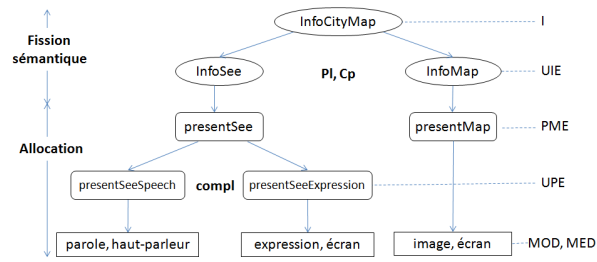 InfoCityMap
I
Fission
sémantique
InfoSee
Pl, Cp
InfoMap
UIE
presentSee
presentMap
PME
Allocation
presentSeeSpeech
compl
presentSeeExpression
UPE
parole, haut-parleur
expression, écran
image, écran
MOD, MED